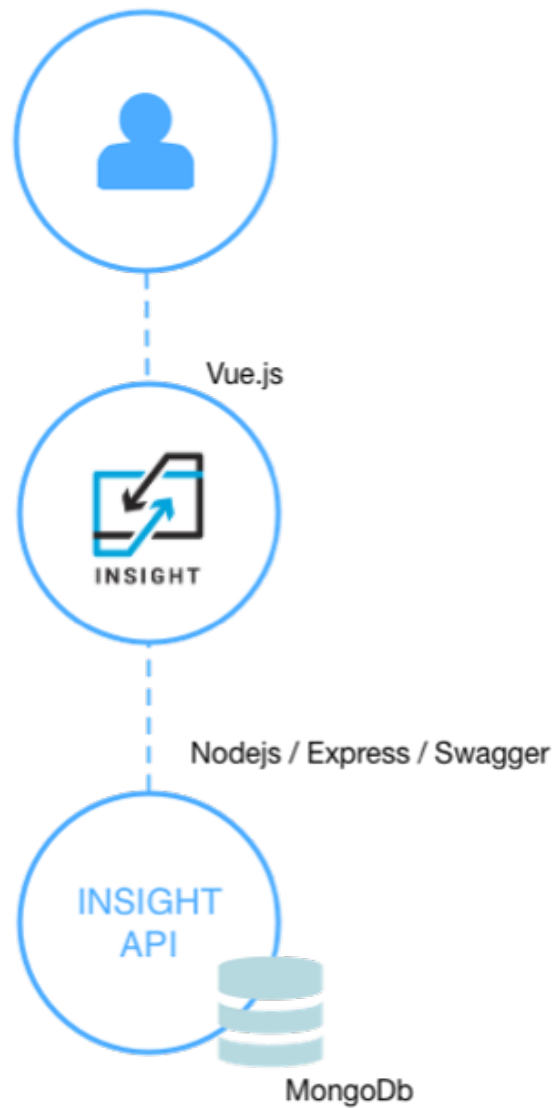 Vue.js
INSIGHT
Nodejs / Express / Swagger
INSIGHT
API
MongoDb